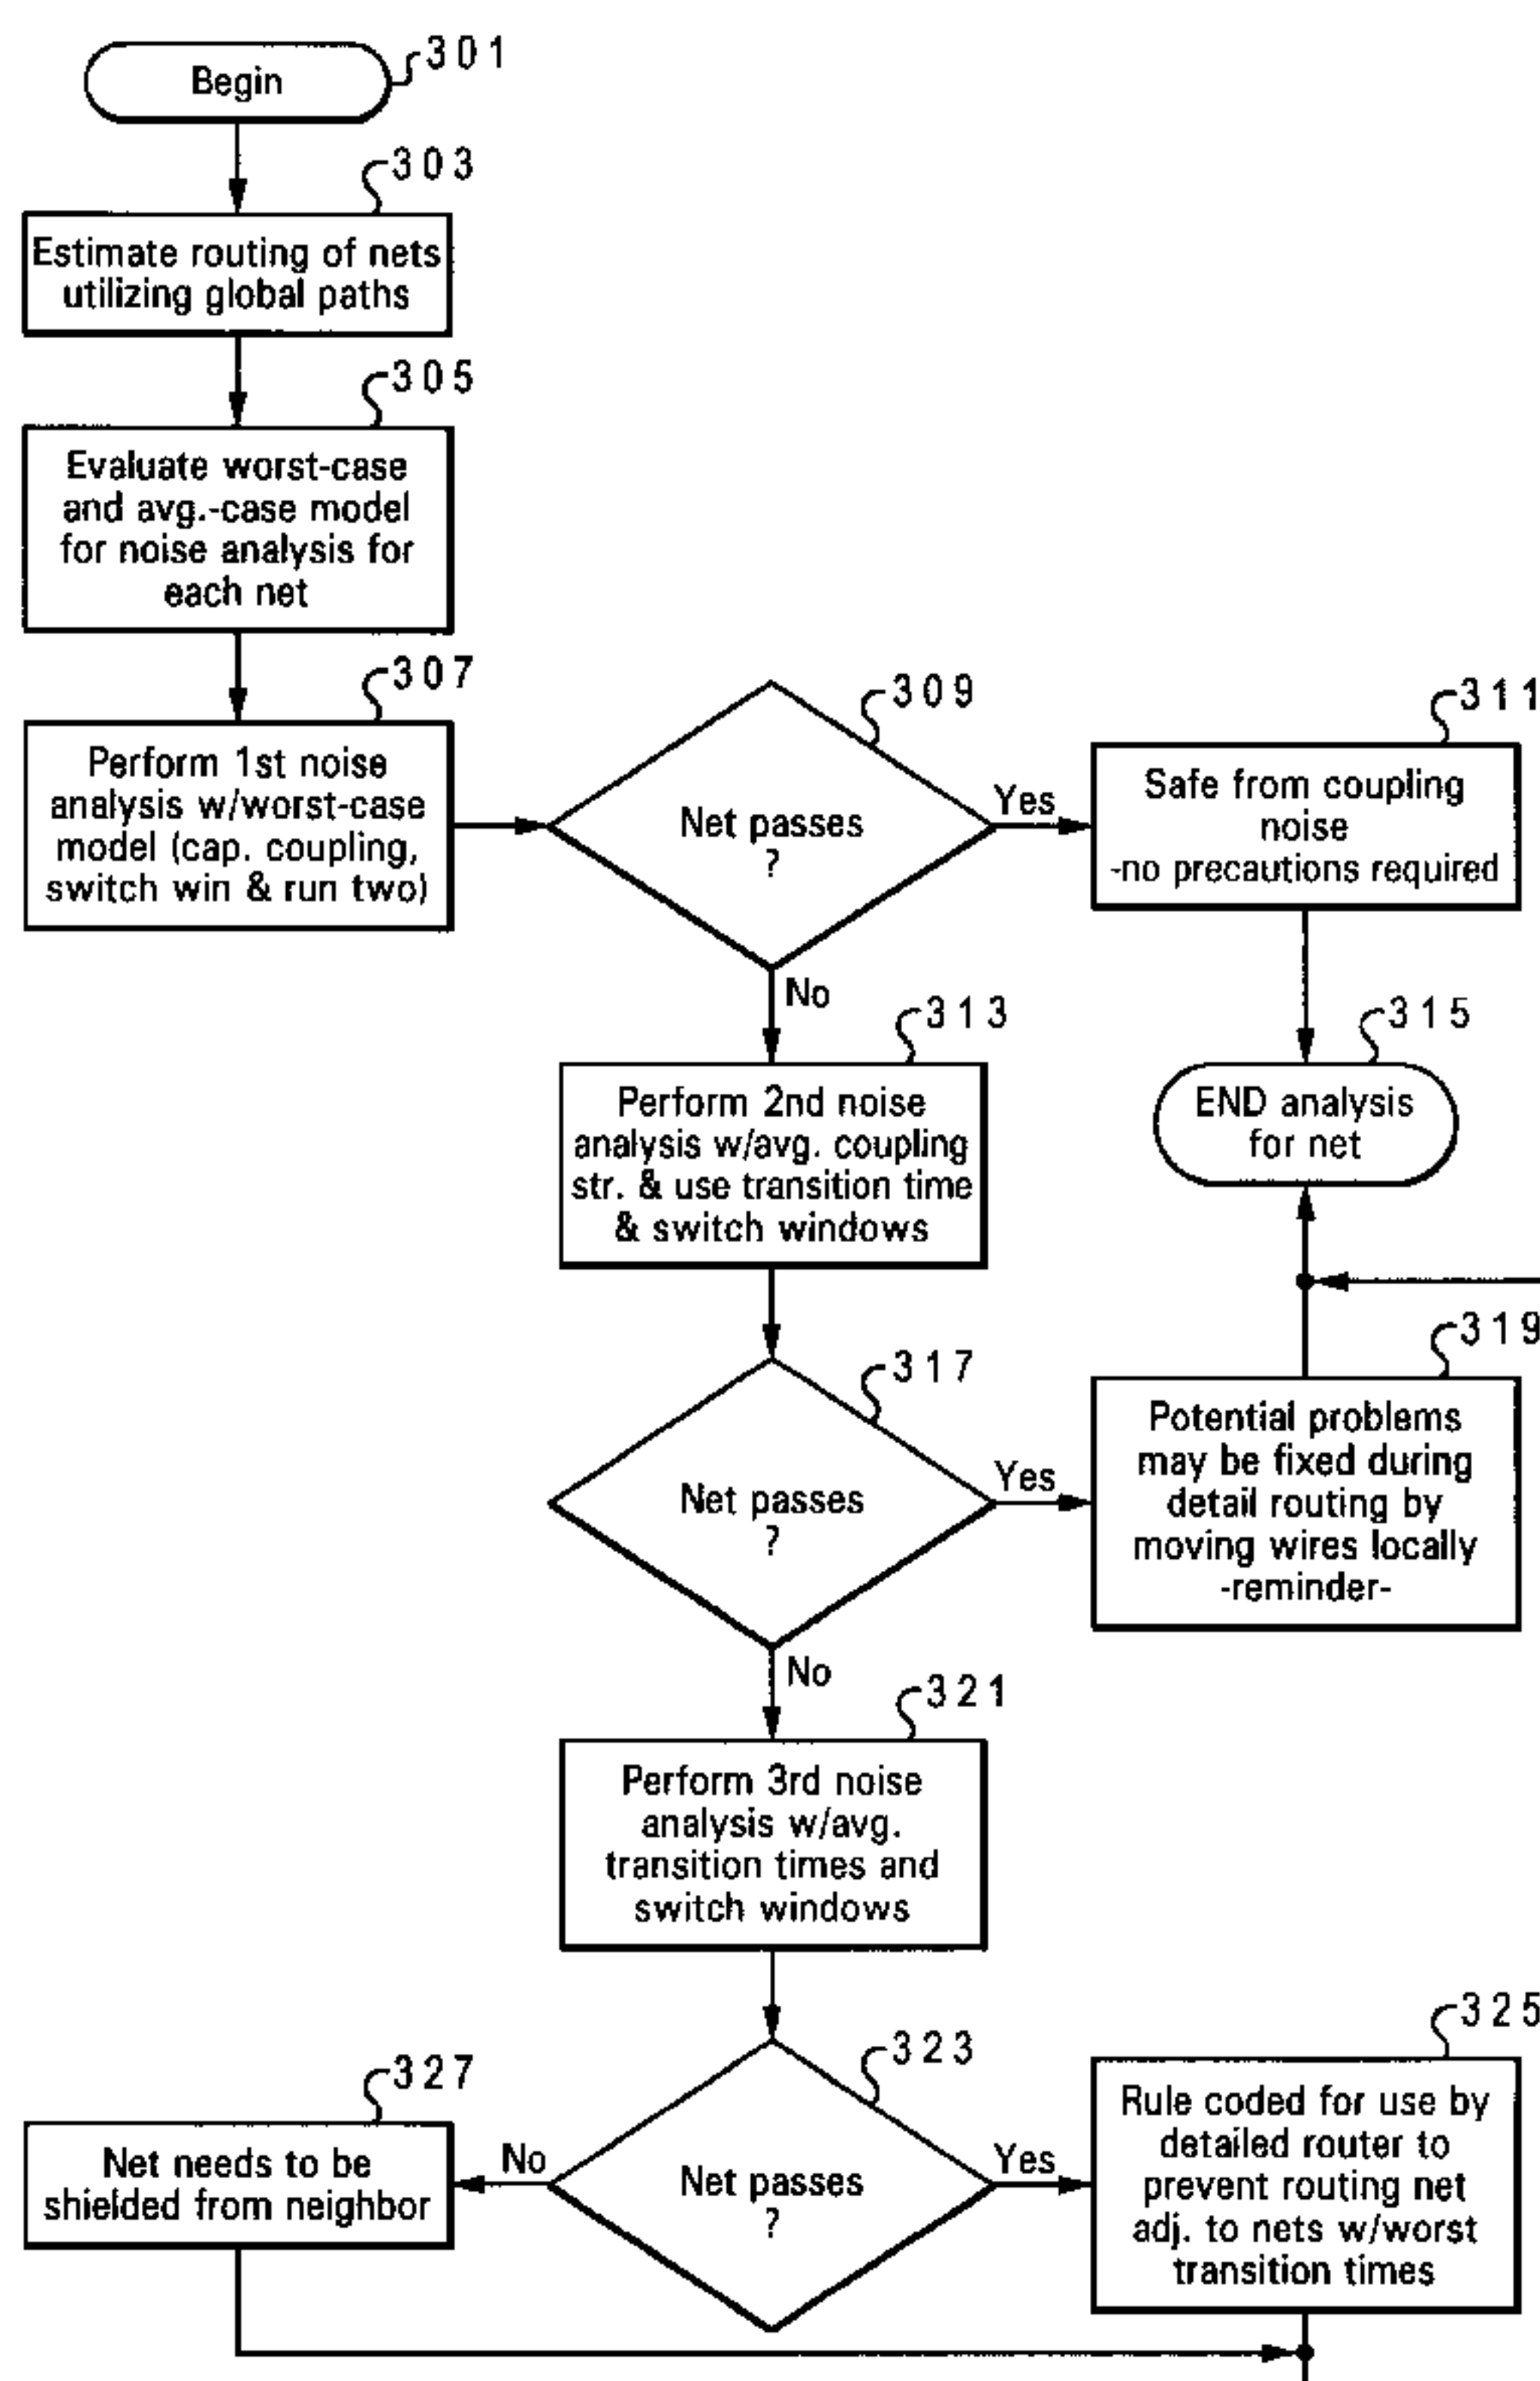 301
Begin
303
Estimate routing of nets
utilizing global paths
305
Evaluate worst-case
and avg.-case model
for noise analysis for
each net
307
Perform 1st noise
analysis w/worst-case
model (cap. coupling,
switch win & run two)
309
Net passes
?
Yes
No
311
Safe from coupling
noise
-no precautions required
313
Perform 2nd noise
analysis w/avg. coupling
str. & use transition time
& switch windows
315
END analysis
for net
317
Net passes
?
Yes
No
319
Potential problems
may be fixed during
detail routing by
moving wires locally
-reminder-
321
Perform 3rd noise
analysis w/avg.
transition times and
switch windows
323
Net passes
?
No
Yes
325
Rule coded for use by
detailed router to
prevent routing net
adj. to nets w/worst
transition times
327
Net needs to be
shielded from neighbor